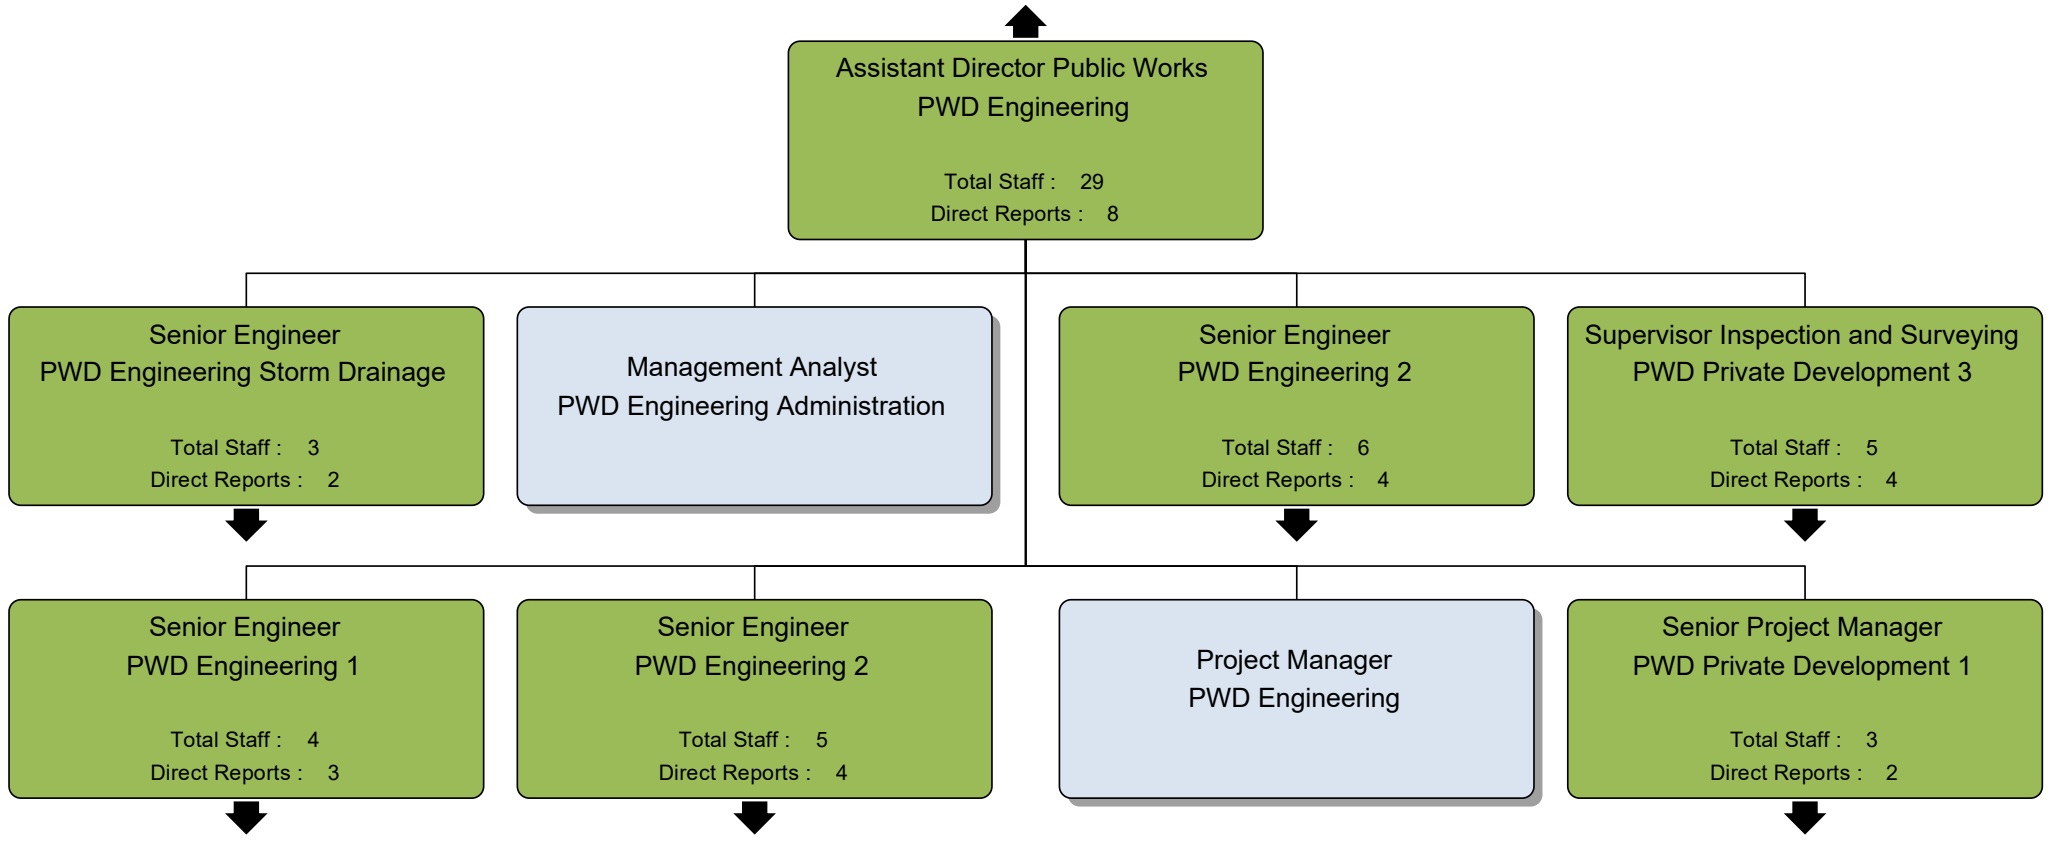 Assistant Director Public Works
PWD Engineering
Total Staff : 29
Direct Reports : 8
Senior Engineer
PWD Engineering Storm Drainage
Total Staff : 3
Direct Reports : 2
Management Analyst
PWD Engineering Administration
Senior Engineer
PWD Engineering 2
Total Staff : 6
Direct Reports : 4
Supervisor Inspection and Surveying
PWD Private Development 3
Total Staff : 5
Direct Reports : 4
Senior Engineer
PWD Engineering 1
Total Staff : 4
Direct Reports : 3
Senior Engineer
PWD Engineering 2
Total Staff : 5
Direct Reports : 4
Project Manager
PWD Engineering
Senior Project Manager
PWD Private Development 1
Total Staff : 3
Direct Reports : 2